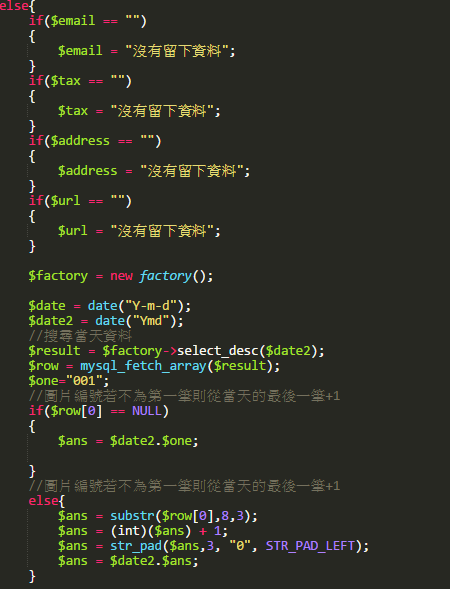 else{
if($email == "")
{
$email = "沒有留下資料";
}
if($tax == "")
{
$tax = "沒有留下資料";
}
if($address == "")
{
$address = "沒有留下資料";
}
if($url == "")
{
$url = "沒有留下資料";
}
$factory = new factory();
$date = date("Y-m-d");
$date2 = date("Ymd");
//搜尋當天資料
$result = $factory->select_desc($date2);
$row = mysql_fetch_array($result);
$one="001";
//圖片編號若不為第一筆則從當天的最後一筆+1
if($row[0] == NULL)
{
$ans = $date2.$one;
}
//圖片編號若不為第一筆則從當天的最後一筆+1
else{
$ans = substr($row[0],8,3);
$ans = (int)($ans) + 1;
$ans = str_pad($ans,3, "0", STR_PAD_LEFT);
$ans = $date2.$ans;
}